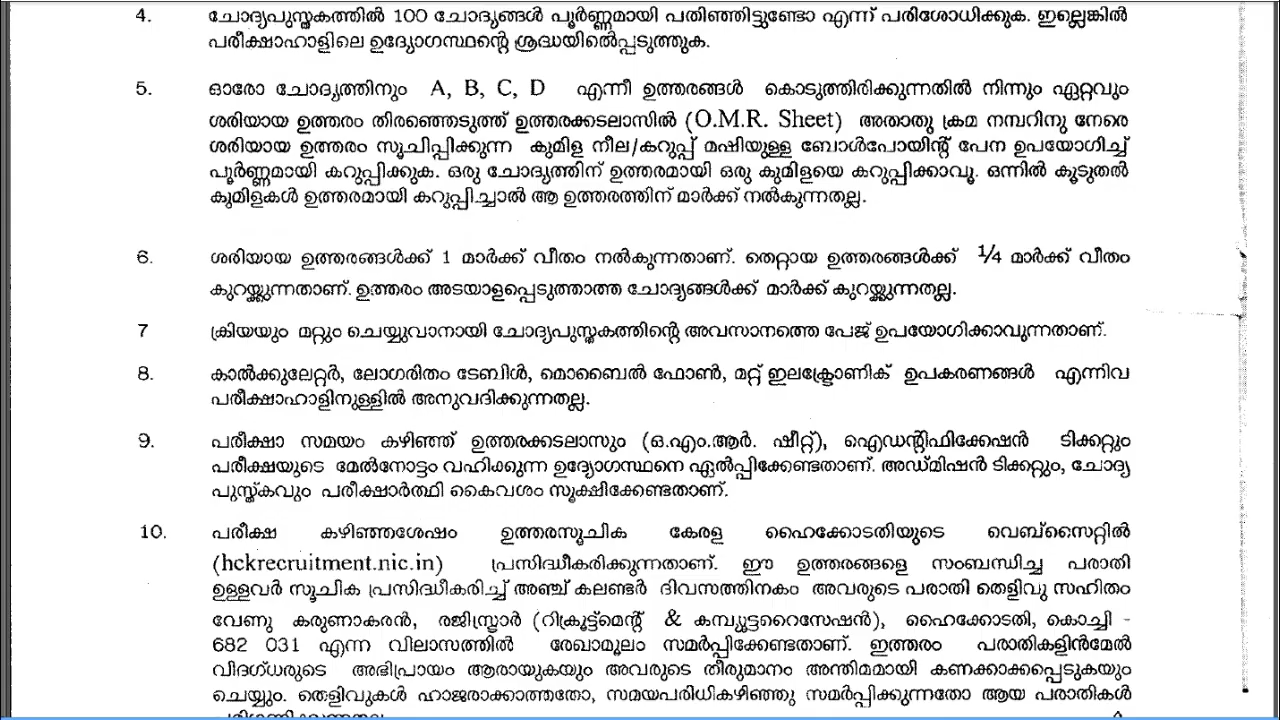 4. ചോദ്യപുസ്തകത്തിൽ 100 ചോദ്യങ്ങൾ പൂർണ്ണമായി പതിഞ്ഞിട്ടുണ്ടോ എന്ന് പരിശോധിക്കുക. ഇല്ലെങ്കിൽ
പരീക്ഷാഹാളിലെ ഉദ്യോഗസ്ഥന്റെ ശ്രദ്ധയിൽപ്പെടുത്തുക.
5. ഓരോ ചോദ്യത്തിനും A, B, C, D എന്നീ ഉത്തരങ്ങൾ കൊടുത്തിരിക്കുന്നതിൽ നിന്നും ഏറ്റവും
ശരിയായ ഉത്തരം തിരഞ്ഞെടുത്ത് ഉത്തരക്കടലാസിൽ (O.M.R. Sheet) അതാതു ക്രമ നമ്പറിനു നേരെ
ശരിയായ ഉത്തരം സൂചിപ്പിക്കുന്ന കുമിള നീല/കറുപ്പ് മഷിയുള്ള ബോൾപോയിന്റ് പേന ഉപയോഗിച്ച്
പൂർണ്ണമായി കറുപ്പിക്കുക. ഒരു ചോദ്യത്തിന് ഉത്തരമായി ഒരു കുമിളയെ കറുപ്പിക്കാവൂ. ഒന്നിൽ കൂടുതൽ
കുമിളകൾ ഉത്തരമായി കറുപ്പിച്ചാൽ ആ ഉത്തരത്തിന് മാർക്ക് നൽകുന്നതല്ല.
6. ശരിയായ ഉത്തരങ്ങൾക്ക് 1 മാർക്ക് വീതം നൽകുന്നതാണ്. തെറ്റായ ഉത്തരങ്ങൾക്ക് ¼ മാർക്ക് വീതം
കുറയ്ക്കുന്നതാണ്. ഉത്തരം അടയാളപ്പെടുത്താത്ത ചോദ്യങ്ങൾക്ക് മാർക്ക് കുറയ്ക്കുന്നതല്ല.
7 ക്രിയയും മറ്റും ചെയ്യുവാനായി ചോദ്യപുസ്തകത്തിന്റെ അവസാനത്തെ പേജ് ഉപയോഗിക്കാവുന്നതാണ്.
8. കാൽക്കുലേറ്റർ, ലോഗരിതം ടേബിൾ, മൊബൈൽ ഫോൺ, മറ്റ് ഇലക്ട്രോണിക് ഉപകരണങ്ങൾ എന്നിവ
പരീക്ഷാഹാളിനുള്ളിൽ അനുവദിക്കുന്നതല്ല.
9. പരീക്ഷാ സമയം കഴിഞ്ഞ് ഉത്തരക്കടലാസും (ഒ.എം.ആർ. ഷീറ്റ്), ഐഡന്റിഫിക്കേഷൻ ടിക്കറ്റും
പരീക്ഷയുടെ മേൽനോട്ടം വഹിക്കുന്ന ഉദ്യോഗസ്ഥനെ ഏൽപ്പിക്കേണ്ടതാണ്. അഡ്മിഷൻ ടിക്കറ്റും, ചോദ്യ
പുസ്തകവും പരീക്ഷാർത്ഥി കൈവശം സൂക്ഷിക്കേണ്ടതാണ്.
10. പരീക്ഷ കഴിഞ്ഞശേഷം ഉത്തരസൂചിക കേരള ഹൈക്കോടതിയുടെ വെബ്സൈറ്റിൽ
(hckrecruitment.nic.in) പ്രസിദ്ധീകരിക്കുന്നതാണ്. ഈ ഉത്തരങ്ങളെ സംബന്ധിച്ച പരാതി
ഉള്ളവർ സൂചിക പ്രസിദ്ധീകരിച്ച് അഞ്ച് കലണ്ടർ ദിവസത്തിനകം അവരുടെ പരാതി തെളിവു സഹിതം
വേണു കരുണാകരൻ, രജിസ്ട്രാർ (റിക്രൂട്ട്മെന്റ് & കമ്പ്യൂട്ടറൈസേഷൻ), ഹൈക്കോടതി, കൊച്ചി -
682 031 എന്ന വിലാസത്തിൽ രേഖാമൂലം സമർപ്പിക്കേണ്ടതാണ്. ഇത്തരം പരാതികളിൻമേൽ
വിദഗ്ധരുടെ അഭിപ്രായം ആരായുകയും അവരുടെ തീരുമാനം അന്തിമമായി കണക്കാക്കപ്പെടുകയും
ചെയ്യും. തെളിവുകൾ ഹാജരാക്കാത്തതോ, സമയപരിധികഴിഞ്ഞു സമർപ്പിക്കുന്നതോ ആയ പരാതികൾ